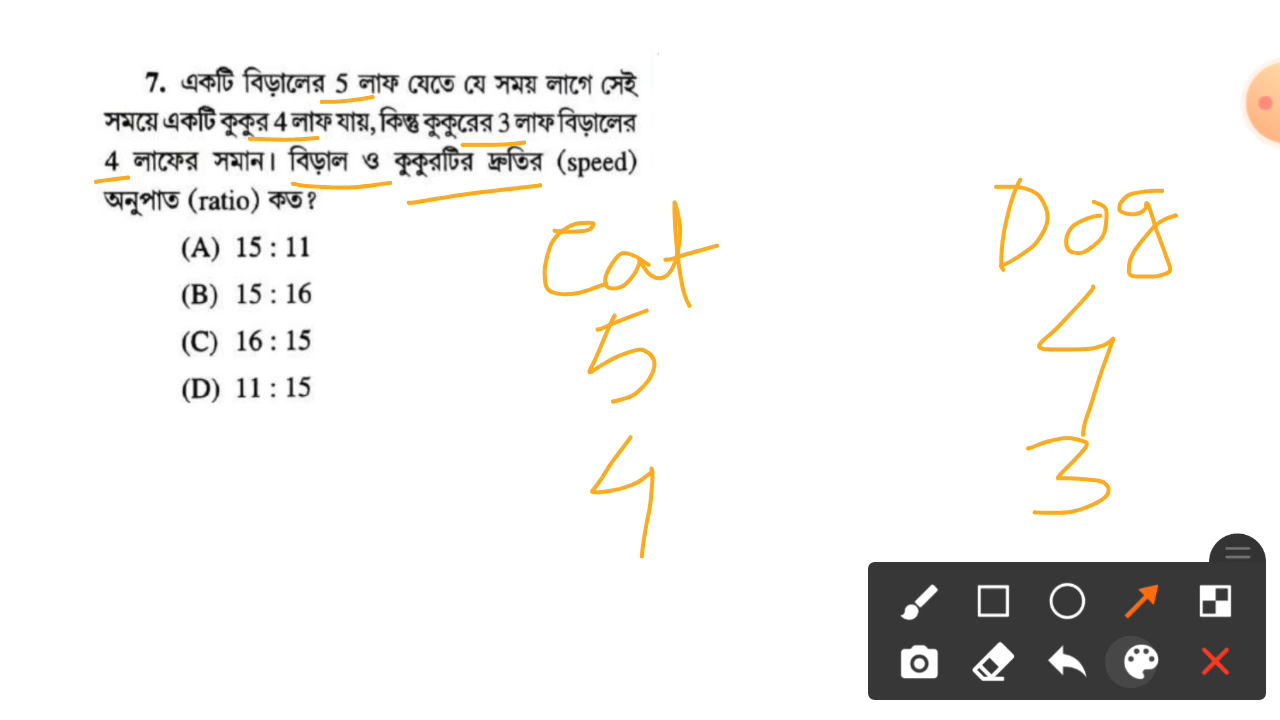 7. একটি বিড়ালের 5 লাফ যেতে যে সময় লাগে সেই
সময়ে একটি কুকুর 4 লাফ যায়, কিন্তু কুকুরের 3 লাফ বিড়ালের
4 লাফের সমান। বিড়াল ও কুকুরটির দ্রুতির (speed)
অনুপাত (ratio) কত?
(A) 15 : 11
(B) 15 : 16
(C) 16 : 15
(D) 11 : 15
Cat Dog
5 4
4 3